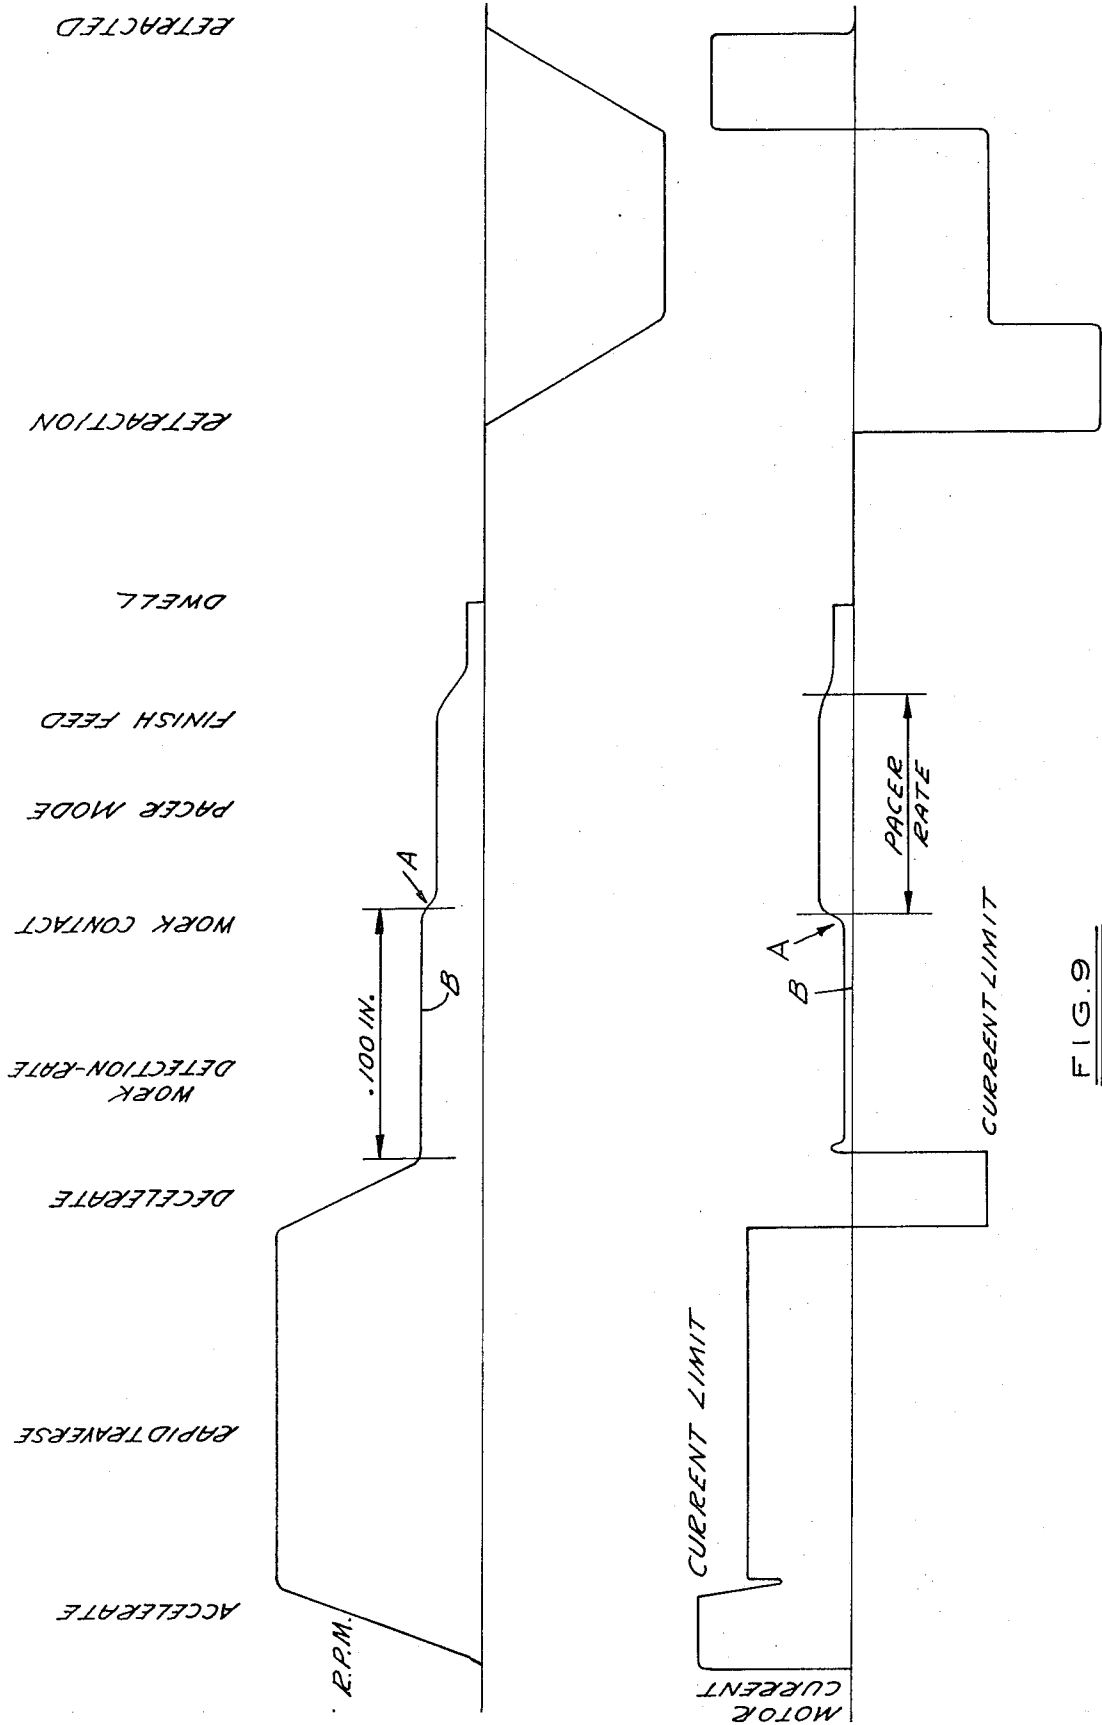 ACCELERATE
RAPID TRAVERSE
DECELERATE
WORK
DETECTION-RATE
WORK CONTACT
PACER MODE
FINISH FEED
DWELL
RETRACTION
RETRACTED
R.P.M.
.100 IN.
B
A
MOTOR
CURRENT
CURRENT LIMIT
B
A
PACER
RATE
CURRENT LIMIT
FIG.9